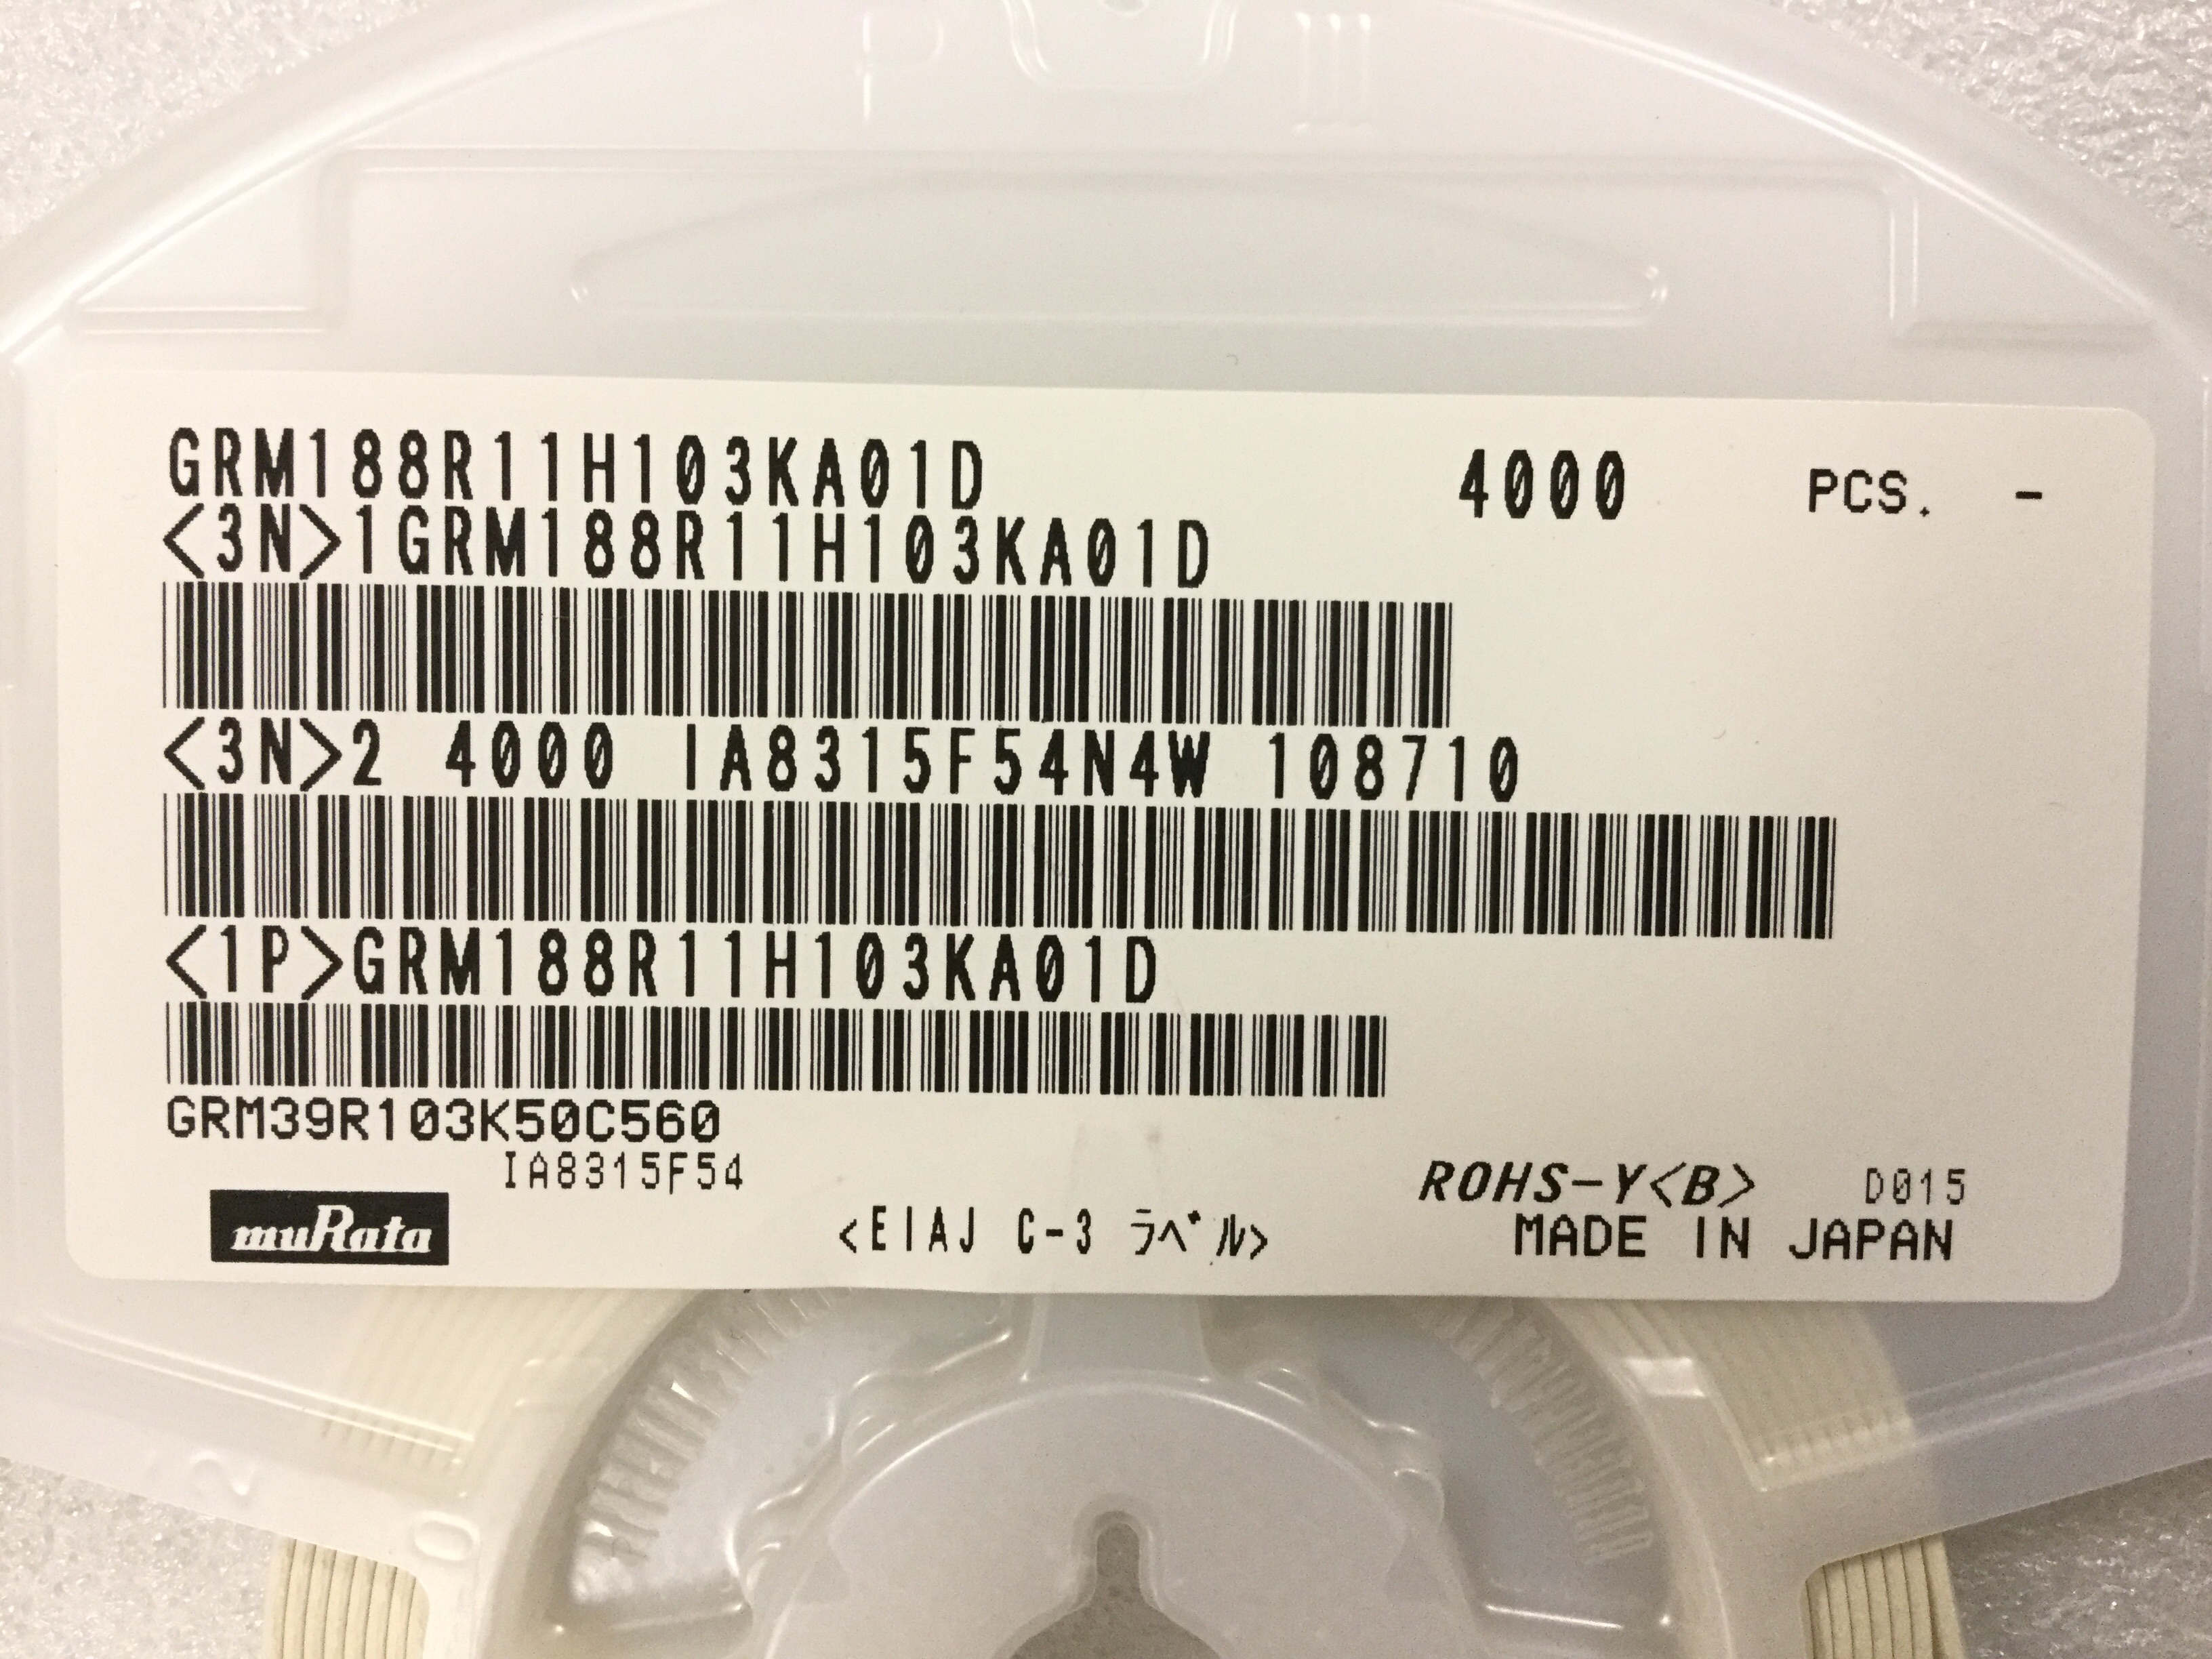 GRM188R11H103KA01D 4000 PCS. -
<3N>1GRM188R11H103KA01D
<3N>2 4000 IA8315F54N4W 108710
<1P>GRM188R11H103KA01D
GRM39R103K50C560
IA8315F54
muRata
<EIAJ C-3 ラベル>
ROHS-Y<B> D015
MADE IN JAPAN